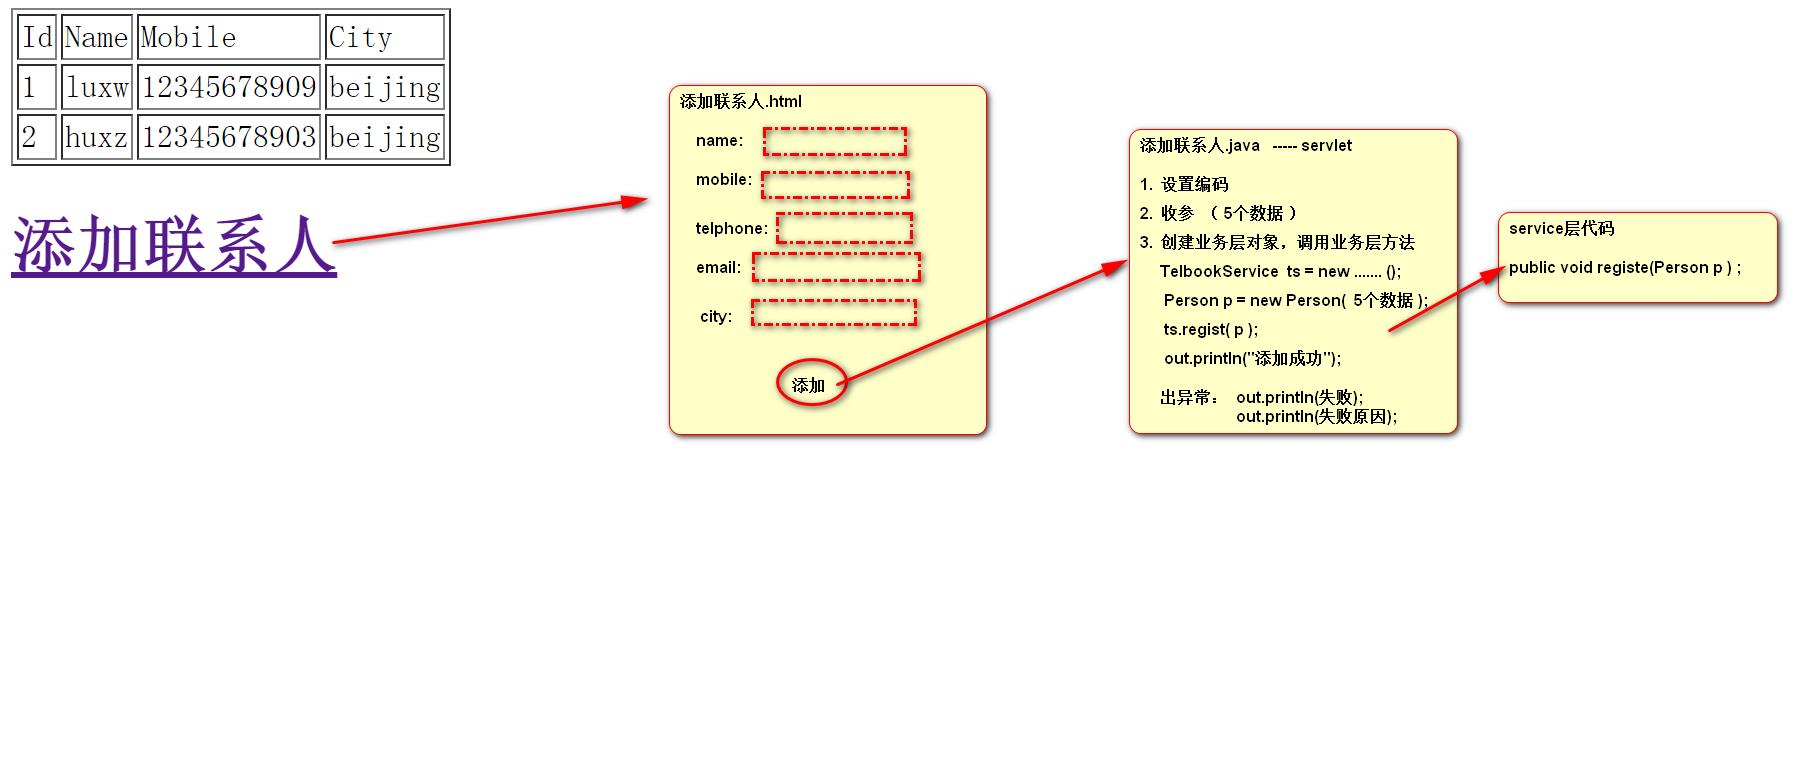 Id Name Mobile City
1 luxw 12345678909 beijing
2 huxz 12345678903 beijing
添加联系人
添加联系人.html
name:
mobile:
telphone:
email:
city:
添加
添加联系人.java ----- servlet
1. 设置编码
2. 收参 （ 5个数据 ）
3. 创建业务层对象，调用业务层方法
TelbookService ts = new ....... ();
Person p = new Person( 5个数据 );
ts.regist( p );
out.println("添加成功");
出异常： out.println(失败);
out.println(失败原因);
service层代码
public void registe(Person p ) ;